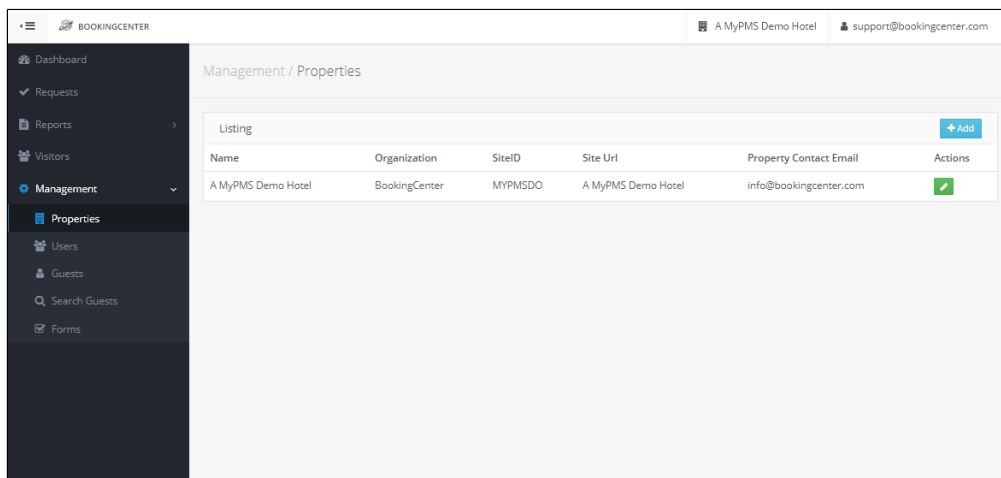 BOOKINGCENTER
A MyPMS Demo Hotel
support@bookingcenter.com
Dashboard
Requests
Reports
Visitors
Management
Properties
Users
Guests
Search Guests
Forms
Management / Properties
Listing
+Add
Name Organization SiteID Site Url Property Contact Email Actions
A MyPMS Demo Hotel BookingCenter MYPMSDO A MyPMS Demo Hotel info@bookingcenter.com